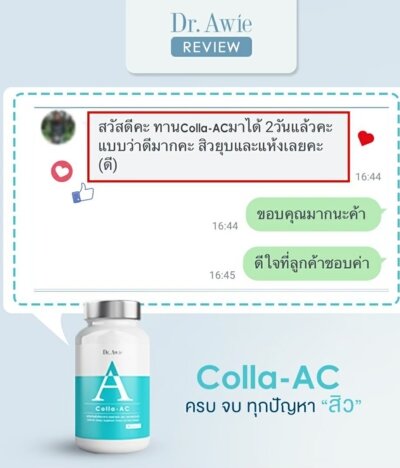 Dr. Awie
REVIEW
สวัสดีคะ ทานColla-ACมาได้ 2วันแล้วคะ
แบบว่าดีมากคะ สิวยุบและแห้งเลยคะ
(ดี)
16:44
ขอบคุณมากนะค้า
16:44
ดีใจที่ลูกค้าชอบค่า
16:45
Dr. Awie
A
Colla-AC
Colla-AC
ครบ จบ ทุกปัญหา “สิว”